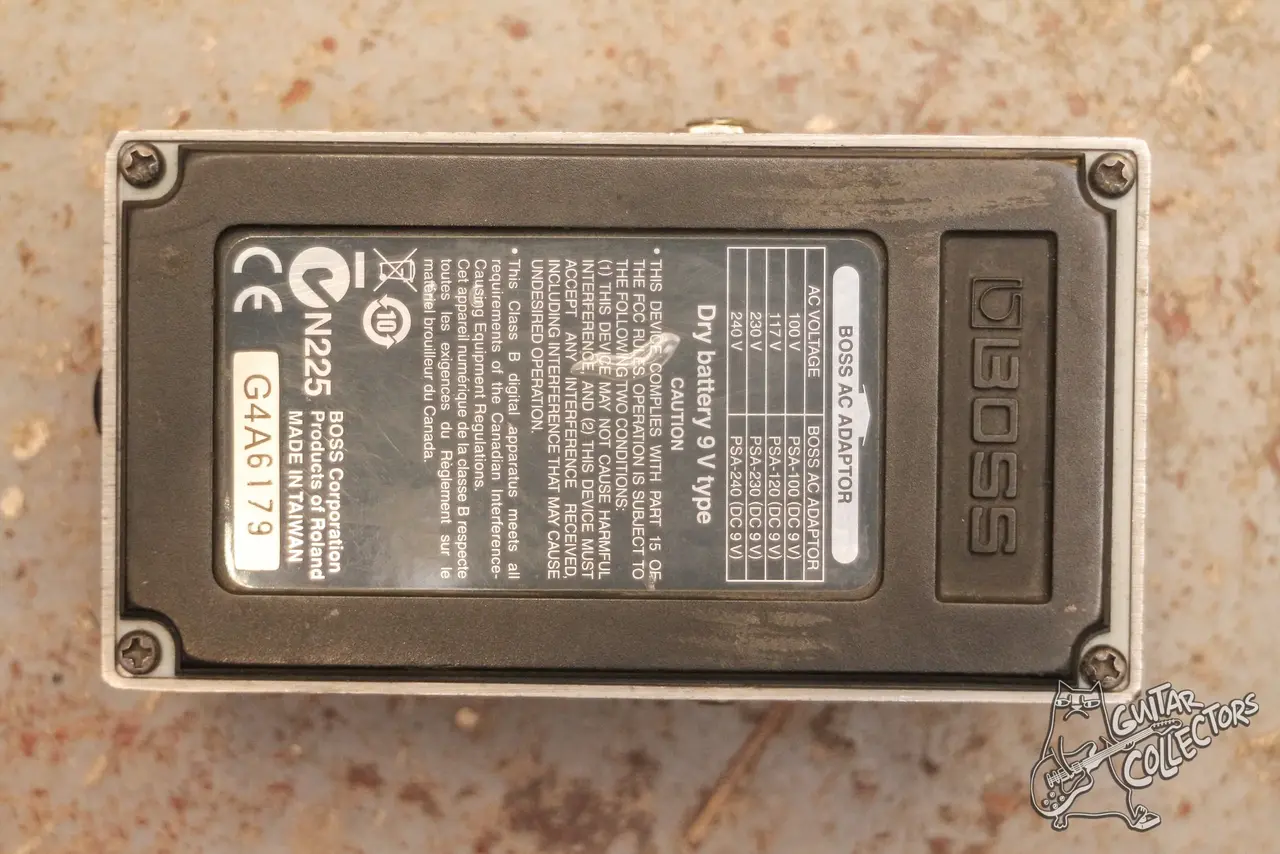 BOSS
BOSS AC ADAPTOR
AC VOLTAGE BOSS AC ADAPTOR
100 V PSA-100 (DC 9 V)
117 V PSA-120 (DC 9 V)
230 V PSA-230 (DC 9 V)
240 V PSA-240 (DC 9 V)
Dry battery 9 V type
CAUTION
• THIS DEVICE COMPLIES WITH PART 15 OF
THE FCC RULES. OPERATION IS SUBJECT TO
THE FOLLOWING TWO CONDITIONS:
(1) THIS DEVICE MAY NOT CAUSE HARMFUL
INTERFERENCE, AND (2) THIS DEVICE MUST
ACCEPT ANY INTERFERENCE RECEIVED,
INCLUDING INTERFERENCE THAT MAY CAUSE
UNDESIRED OPERATION.
• This Class B digital apparatus meets all
requirements of the Canadian Interference-
Causing Equipment Regulations.
Cet appareil numérique de la classe B respecte
toutes les exigences du Règlement sur le
matériel brouilleur du Canada.
10
N225
CE CE
BOSS Corporation
Products of Roland
MADE IN TAIWAN
G4A6179
GUITAR
COLLECTORS